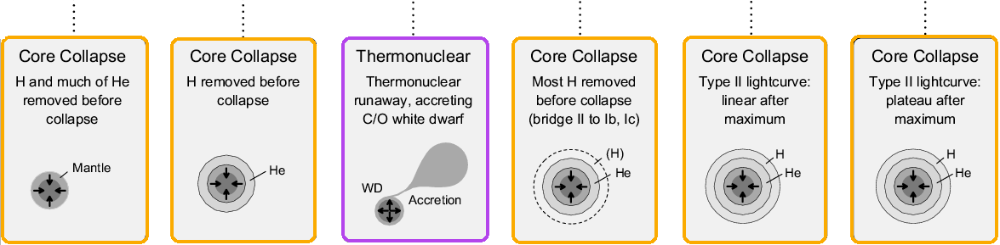 Core Collapse
H and much of He
removed before
collapse
Mantle
Core Collapse
H removed before
collapse
He
Thermonuclear
Thermonuclear
runaway, accreting
C/O white dwarf
WD
Accretion
Core Collapse
Most H removed
before collapse
(bridge II to Ib, Ic)
(H)
He
Core Collapse
Type II lightcurve:
linear after
maximum
H
He
Core Collapse
Type II lightcurve:
plateau after
maximum
H
He